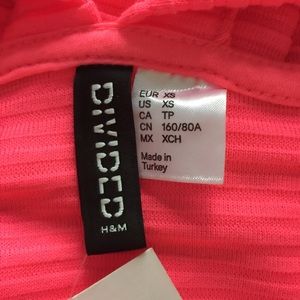 DIVIDED
H&M
EUR XS
US XS
CA TP
CN 160/80A
MX XCH
Made in
Turkey